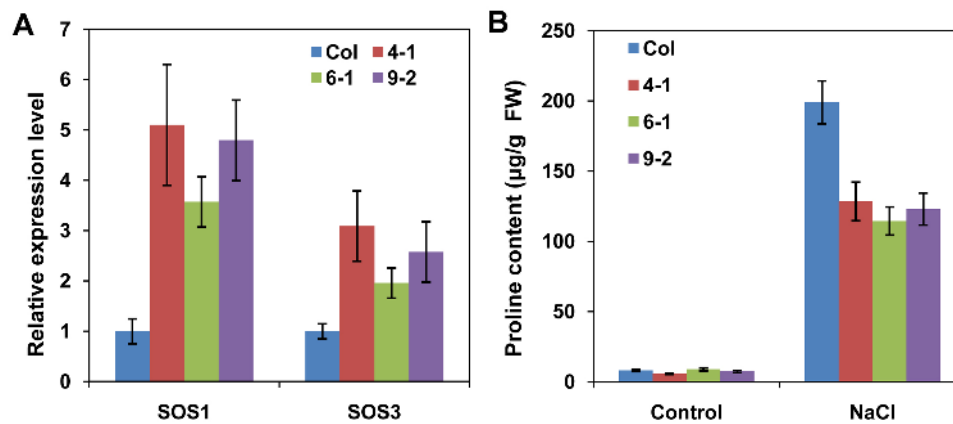 A
Relative expression level
7
6
5
4
3
2
1
0
Col 4-1
6-1 9-2
SOS1 SOS3
B
Proline content (µg/g FW)
250
200
150
100
50
0
Col
4-1
6-1
9-2
Control NaCl